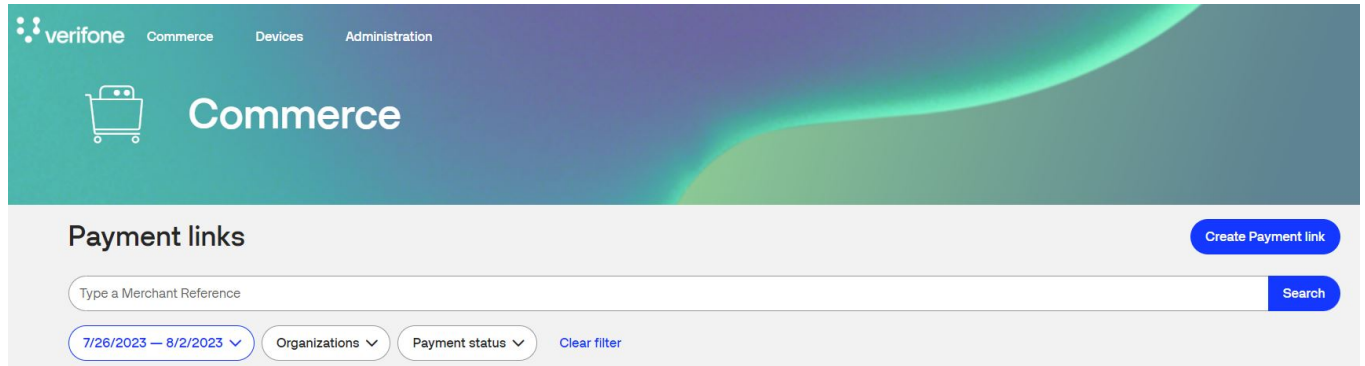 verifone Commerce Devices Administration
Commerce
Payment links
Create Payment link
Type a Merchant Reference
Search
7/26/2023 — 8/2/2023 Organizations Payment status Clear filter